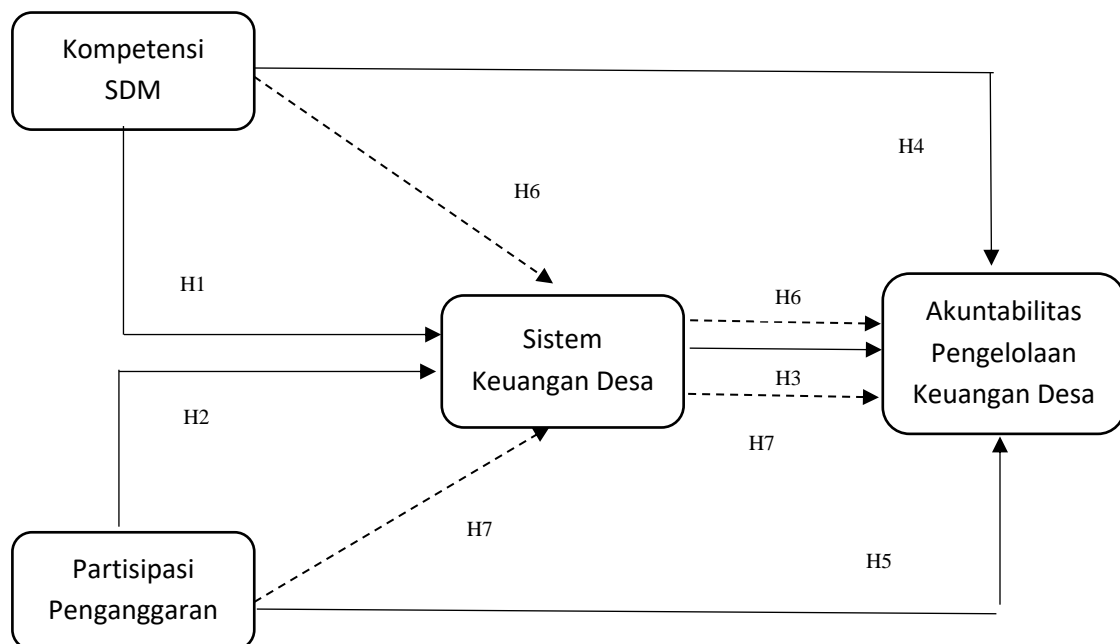 Kompetensi
SDM
H4
H6
H1
H6
Sistem
Keuangan Desa
Akuntabilitas
Pengelolaan
Keuangan Desa
H3
H2
H7
H7
H5
Partisipasi
Penganggaran